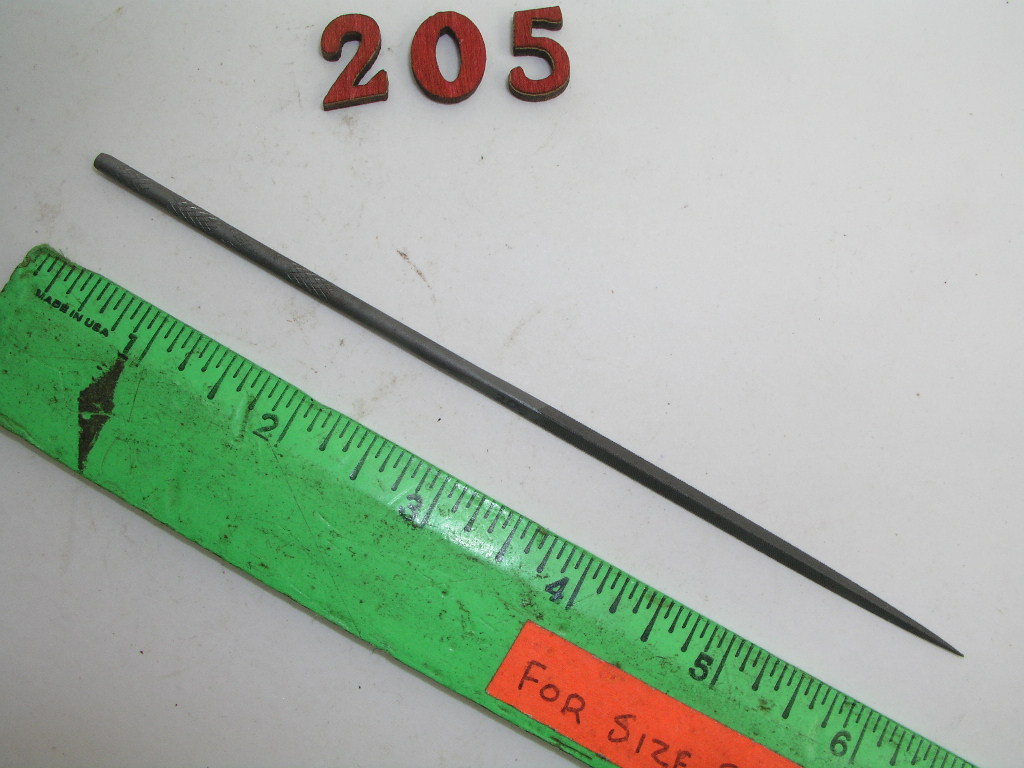 205
MADE IN USA
1 2 3 4 5 6
FOR SIZE